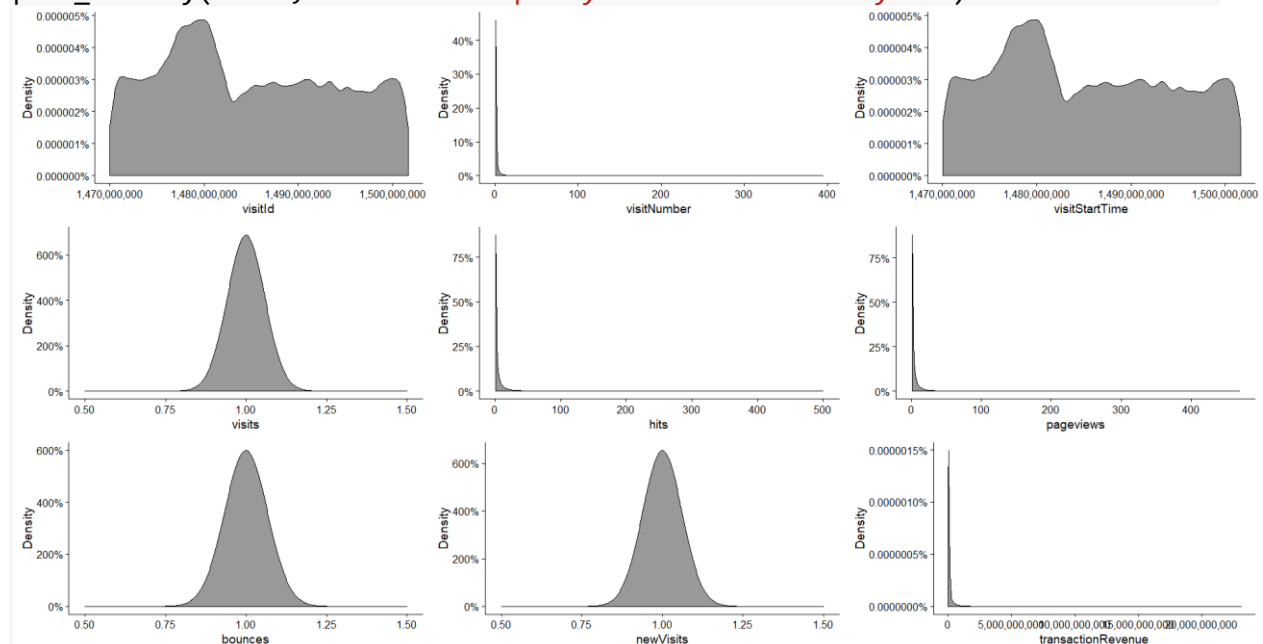 0.000005%
0.000004%
0.000003%
0.000002%
0.000001%
0.000000%
Density
1,470,000,000 1,480,000,000 1,490,000,000 1,500,000,000
visitId
40%
30%
20%
10%
0%
Density
0 100 200 300 400
visitNumber
0.000005%
0.000004%
0.000003%
0.000002%
0.000001%
0.000000%
Density
1,470,000,000 1,480,000,000 1,490,000,000 1,500,000,000
visitStartTime
600%
400%
200%
0%
Density
0.50 0.75 1.00 1.25 1.50
visits
75%
50%
25%
0%
Density
0 100 200 300 400 500
hits
75%
50%
25%
0%
Density
0 100 200 300 400
pageviews
600%
400%
200%
0%
Density
0.50 0.75 1.00 1.25 1.50
bounces
600%
400%
200%
0%
Density
0.50 0.75 1.00 1.25 1.50
newVisits
0.0000015%
0.0000010%
0.0000005%
0.0000000%
Density
0 5,000,000,000
transactionRevenue